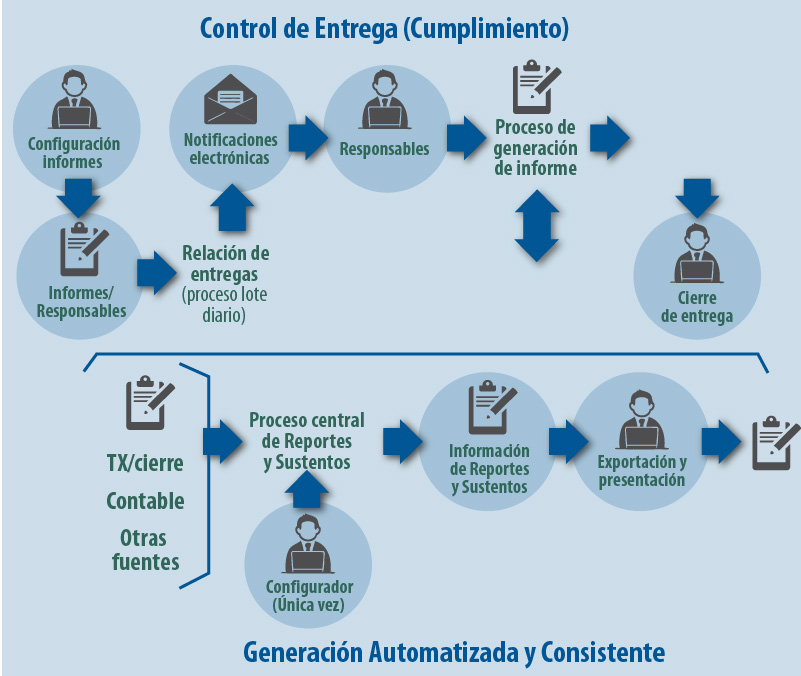 Control de Entrega (Cumplimiento)
Configuración
informes
Notificaciones
electrónicas
Responsables
Proceso de
generación
de informe
Informes/
Responsables
Relación de
entregas
(proceso lote
diario)
Cierre
de entrega
TX/cierre
Contable
Otras
fuentes
Proceso central
de Reportes
y Sustentos
Información
de Reportes
y Sustentos
Exportación y
presentación
Configurador
(Única vez)
Generación Automatizada y Consistente